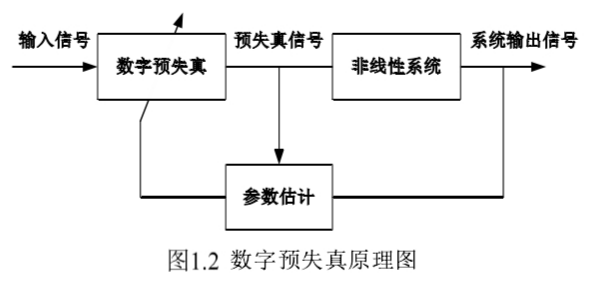 输入信号
预失真信号
系统输出信号
数字预失真
非线性系统
参数估计
图1.2 数字预失真原理图